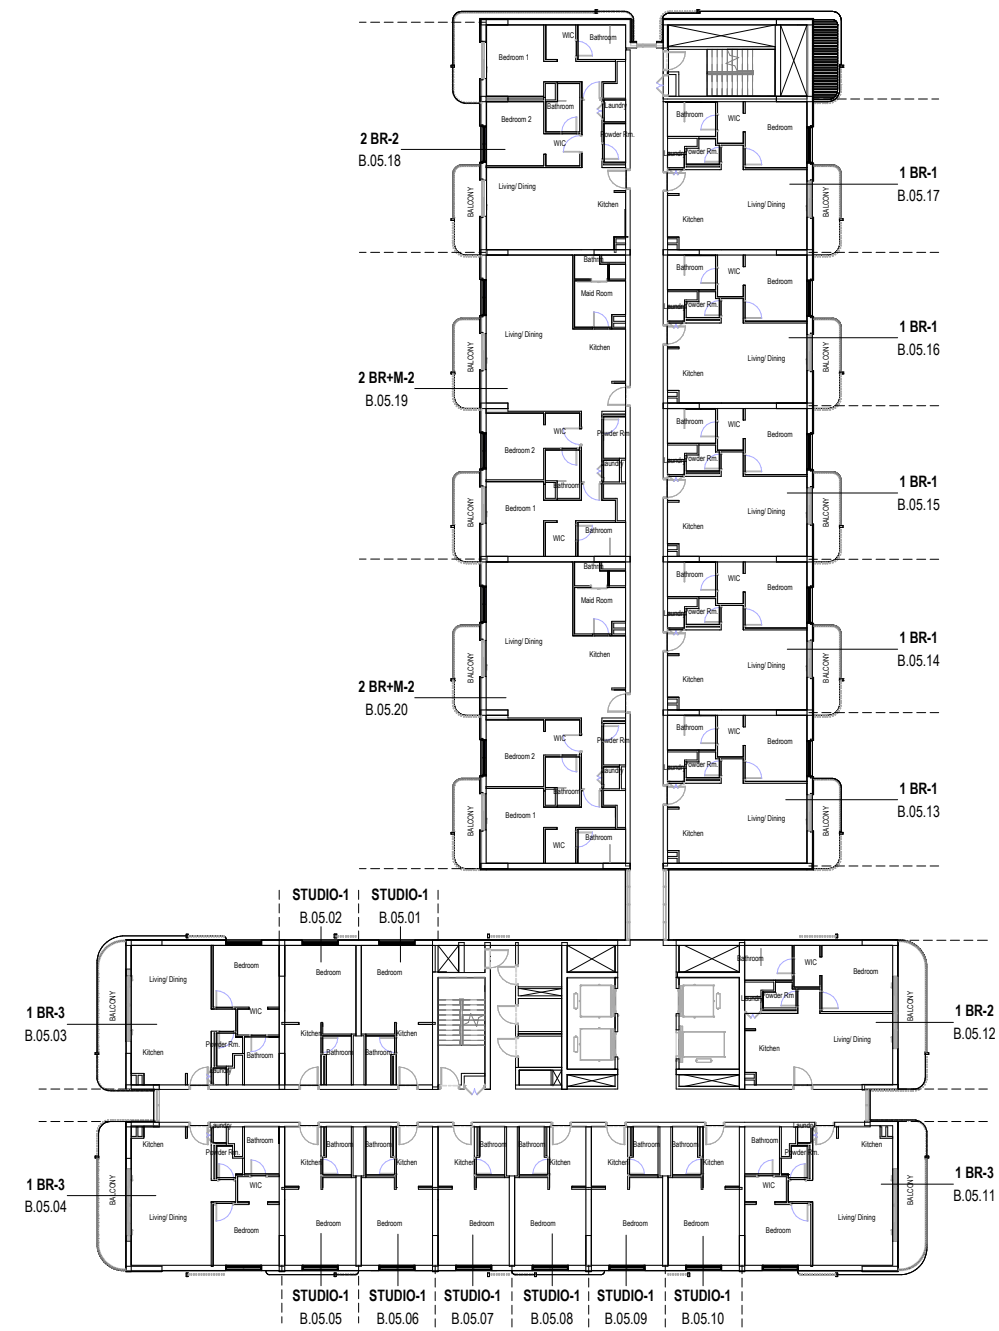 WIC
Bathroom
Bedroom 1
Bathroom
Laundry
Bedroom 2
Powder Rm.
WIC
2 BR-2
B.05.18
Living/ Dining
Kitchen
BALCONY
Bathroom
WIC
Bedroom
Powder Rm.
1 BR-1
B.05.17
Living/ Dining
Kitchen
BALCONY
Maid Room
Living/ Dining
Kitchen
BALCONY
2 BR+M-2
B.05.19
WIC
Powder Rm
Bedroom 2
Laundry
Bathroom
Bedroom 1
BALCONY
WIC
Bathroom
Bathroom
WIC
Bedroom
Powder Rm.
1 BR-1
B.05.16
Living/ Dining
Kitchen
BALCONY
Bathroom
WIC
Bedroom
Powder Rm.
1 BR-1
B.05.15
Living/ Dining
Kitchen
BALCONY
Maid Room
Living/ Dining
Kitchen
BALCONY
2 BR+M-2
B.05.20
WIC
Powder Rm
Bedroom 2
Laundry
Bathroom
Bedroom 1
BALCONY
WIC
Bathroom
Bathroom
WIC
Bedroom
Powder Rm.
1 BR-1
B.05.14
Living/ Dining
Kitchen
BALCONY
Bathroom
WIC
Bedroom
Powder Rm.
1 BR-1
B.05.13
Living/ Dining
Kitchen
BALCONY
STUDIO-1
B.05.02
STUDIO-1
B.05.01
Living/ Dining
Bedroom
Bedroom
Bedroom
BALCONY
WIC
1 BR-3
B.05.03
Kitchen
Kitchen
Kitchen
Powder Rm.
Bathroom
Bathroom
Bathroom
Laundry
Bathroom
WIC
Bedroom
Powder Rm
BALCONY
1 BR-2
B.05.12
Living/ Dining
Kitchen
Laundry
Kitchen
Bathroom
Powder Rm.
WIC
1 BR-3
B.05.04
BALCONY
Living/ Dining
Bedroom
Bathroom
Kitchen
Bedroom
Bathroom
Kitchen
Bedroom
Kitchen
Bathroom
Bedroom
Bathroom
Kitchen
Bedroom
Kitchen
Bathroom
Bedroom
Bathroom
Kitchen
Bedroom
Laundry
Bathroom
Powder Rm.
Kitchen
WIC
1 BR-3
B.05.11
BALCONY
Bedroom
Living/ Dining
STUDIO-1
B.05.05
STUDIO-1
B.05.06
STUDIO-1
B.05.07
STUDIO-1
B.05.08
STUDIO-1
B.05.09
STUDIO-1
B.05.10